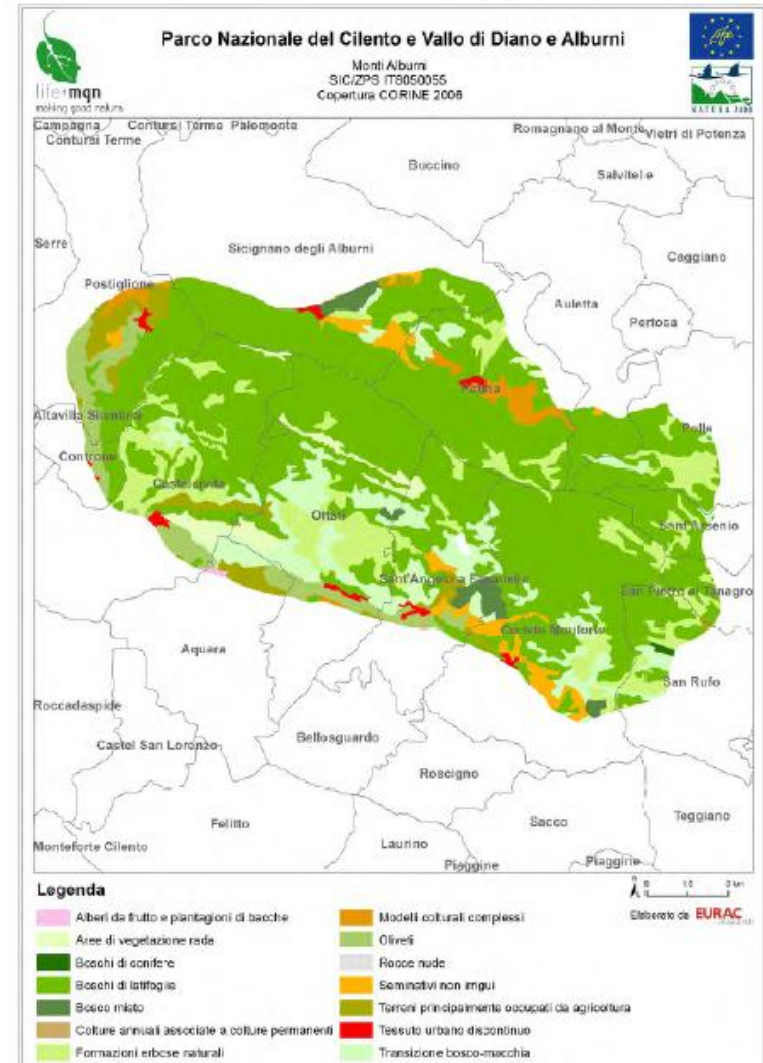 Parco Nazionale del Cilento e Vallo di Diano e Alburni
Monti Alburni
SIC/ZPS IT8050055
Copertura CORINE 2006
life+mgn
making good natura
NATURA 2000
Campagna
Contursi Terme
Palomonte
Contursi Terme
Romagnano al Monte
Vietri di Potenza
Buccino
Salvitelle
Serre
Sicignano degli Alburni
Caggiano
Postiglione
Auletta
Pertosa
Petina
Altavilla Silentina
Polla
Controne
Castelcivita
Ottati
Sant'Arsenio
Sant'Angelo a Fasanella
San Pietro al Tanagro
Corleto Monforte
Aquara
San Rufo
Roccadaspide
Castel San Lorenzo
Bellosguardo
Roscigno
Felitto
Sacco
Teggiano
Monteforte Cilento
Laurino
Piaggine
Piaggine
Legenda
Alberi da frutto e piantagioni di bacche
Aree di vegetazione rada
Boschi di conifere
Boschi di latifoglie
Bosco misto
Colture annuali associate a colture permanenti
Formazioni erbose naturali
Modelli colturali complessi
Oliveti
Rocce nude
Seminativi non irrigui
Terreni principalmente occupati da agricoltura
Tessuto urbano discontinuo
Transizione bosco-macchia
N
0
km
Elaborato da EURAC
research